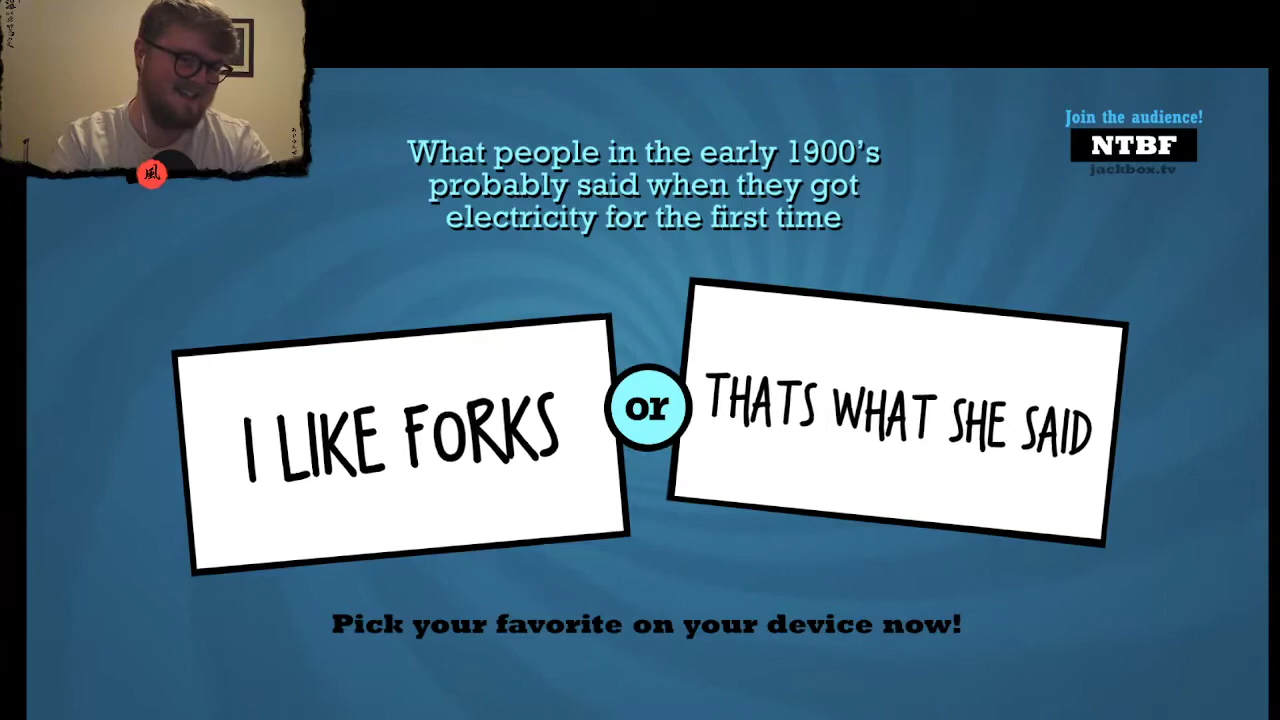 Join the audience!
NTBF
jackbox.tv
What people in the early 1900's
probably said when they got
electricity for the first time
I LIKE FORKS
or
THATS WHAT SHE SAID
Pick your favorite on your device now!
風